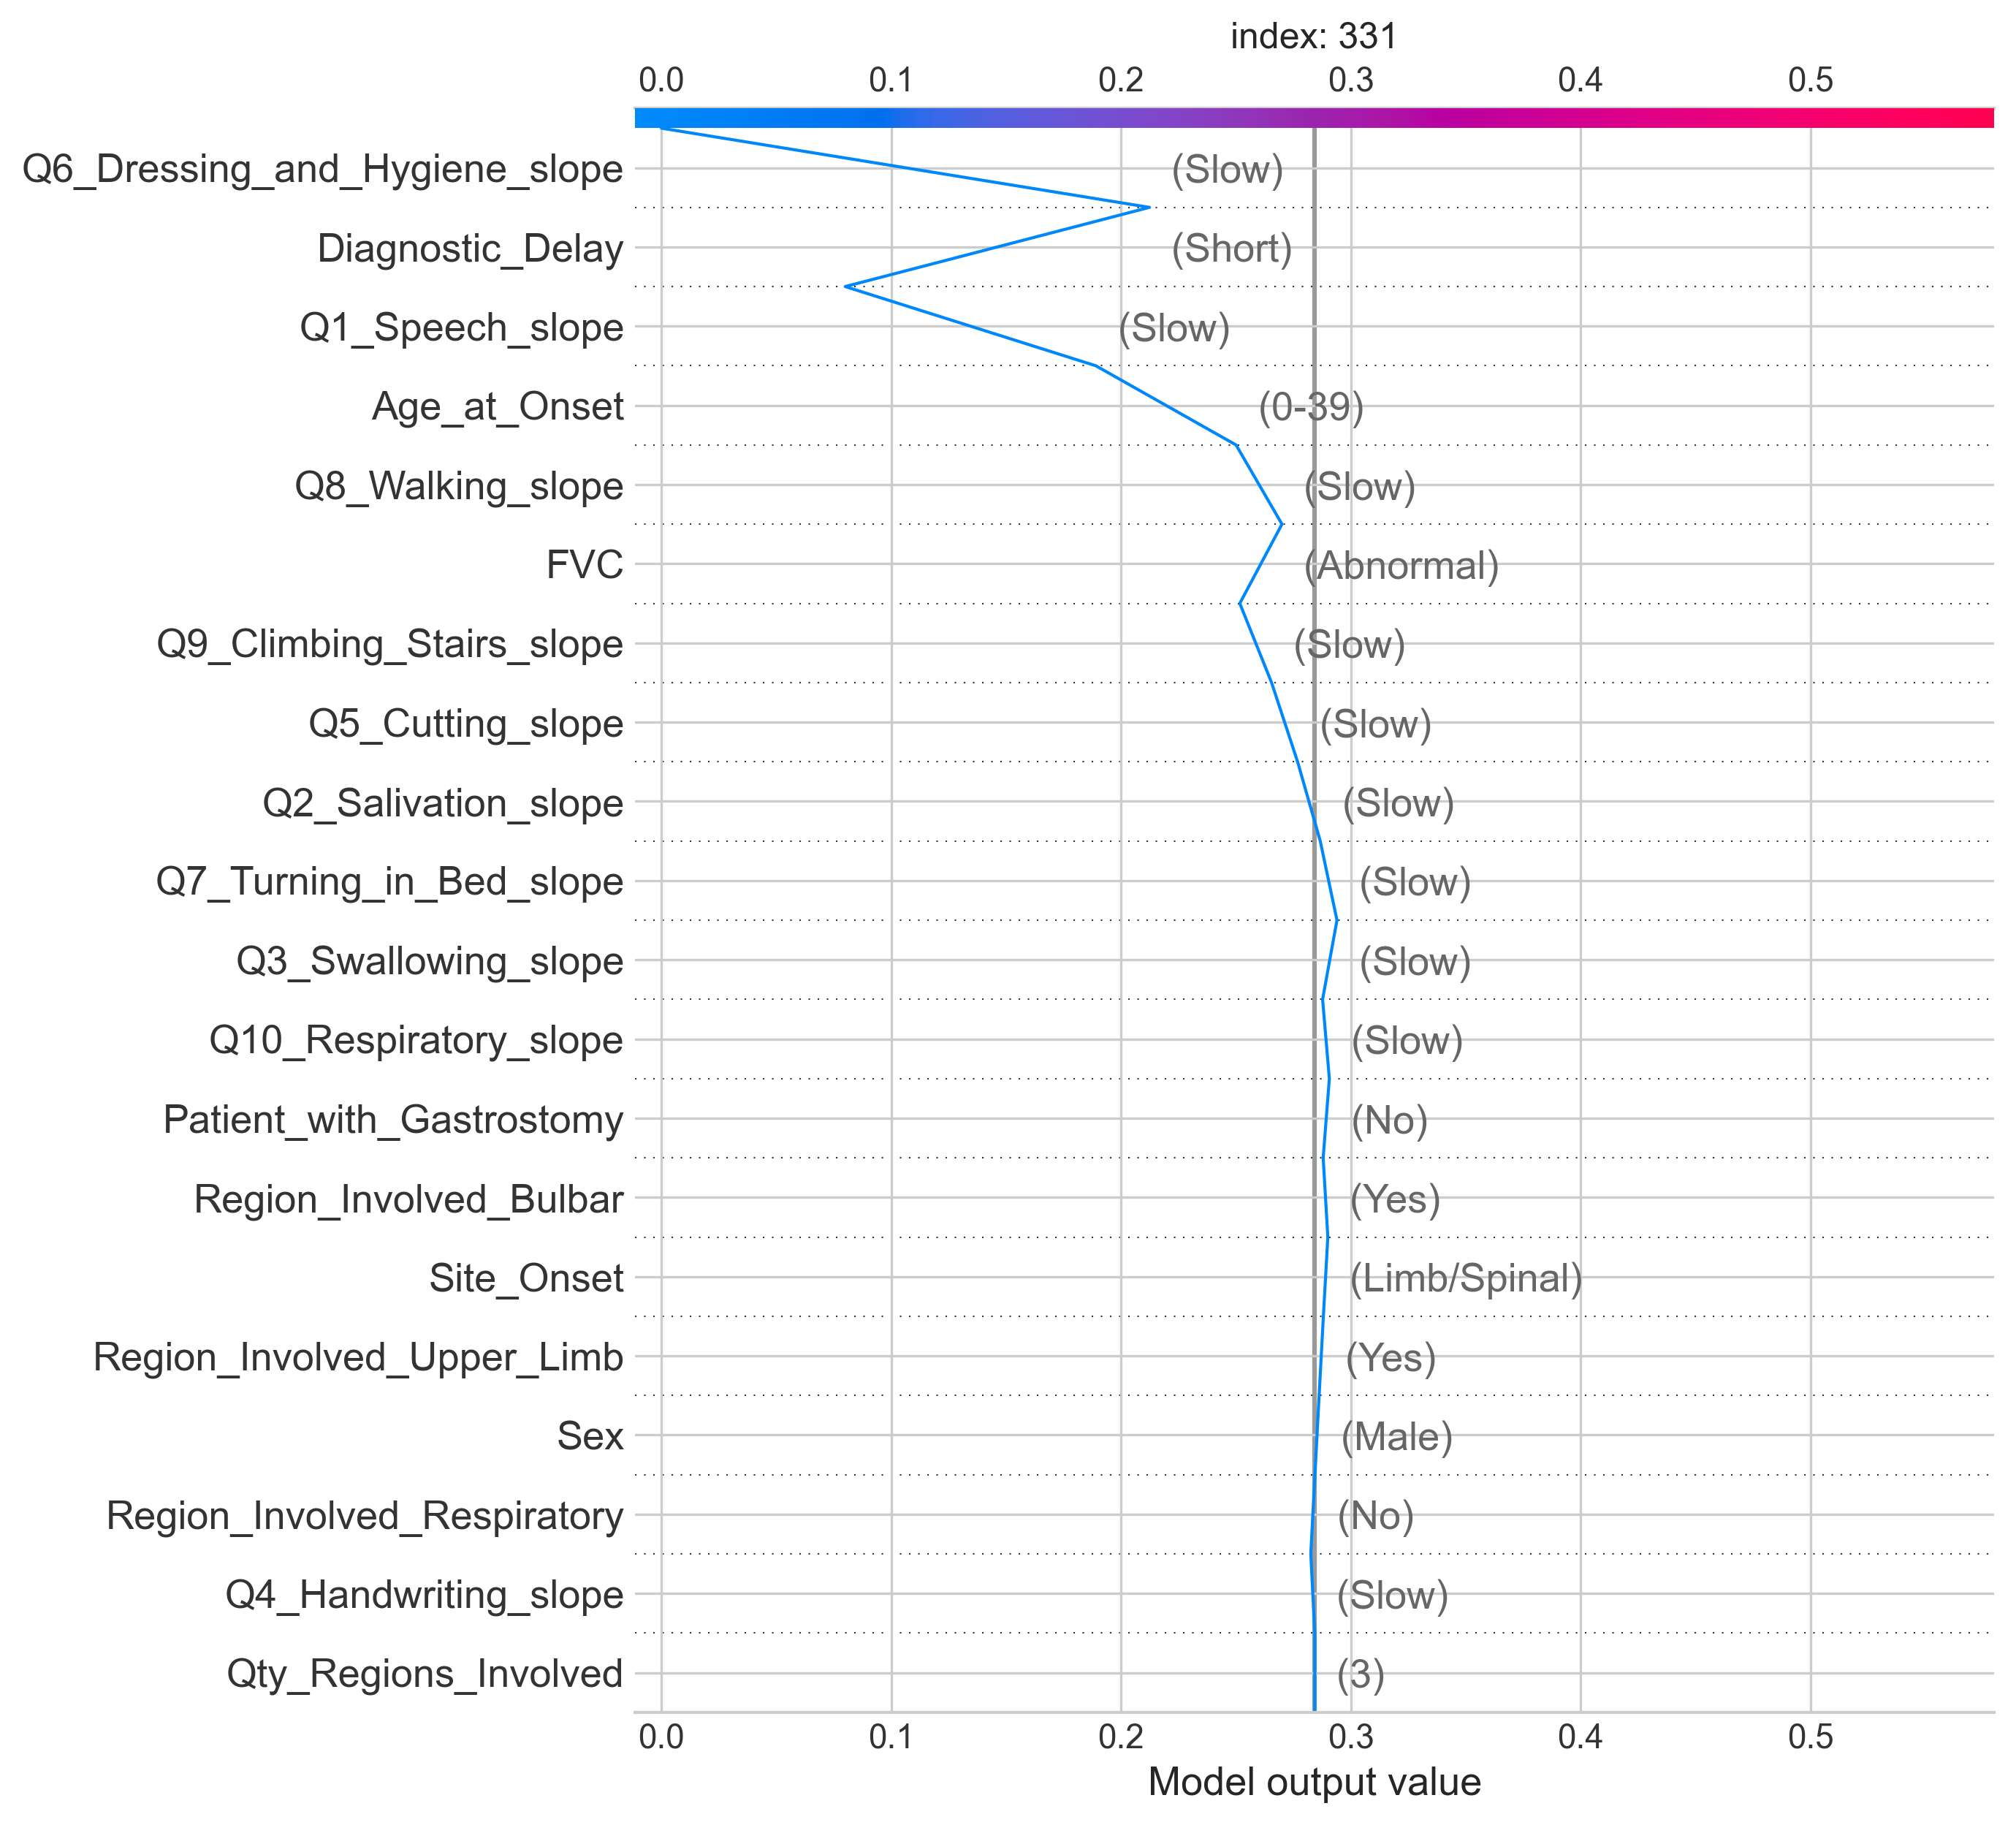 index: 331
0.0 0.1 0.2 0.3 0.4 0.5
Q6_Dressing_and_Hygiene_slope (Slow)
Diagnostic_Delay (Short)
Q1_Speech_slope (Slow)
Age_at_Onset (0-39)
Q8_Walking_slope (Slow)
FVC (Abnormal)
Q9_Climbing_Stairs_slope (Slow)
Q5_Cutting_slope (Slow)
Q2_Salivation_slope (Slow)
Q7_Turning_in_Bed_slope (Slow)
Q3_Swallowing_slope (Slow)
Q10_Respiratory_slope (Slow)
Patient_with_Gastrostomy (No)
Region_Involved_Bulbar (Yes)
Site_Onset (Limb/Spinal)
Region_Involved_Upper_Limb (Yes)
Sex (Male)
Region_Involved_Respiratory (No)
Q4_Handwriting_slope (Slow)
Qty_Regions_Involved (3)
0.0 0.1 0.2 0.3 0.4 0.5
Model output value